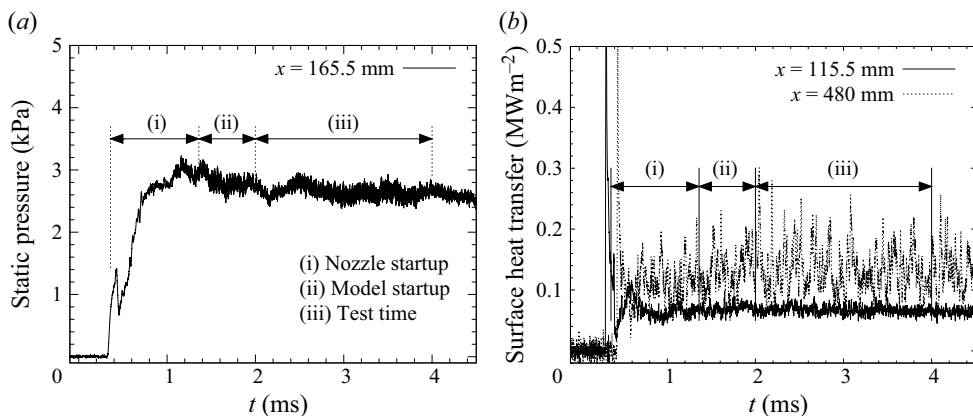 (a)
5
4
3
2
1
0
1
2
3
4
Static pressure (kPa)
t (ms)
x = 165.5 mm
(i)
(ii)
(iii)
(i) Nozzle startup
(ii) Model startup
(iii) Test time
(b)
0.5
0.4
0.3
0.2
0.1
0
1
2
3
4
Surface heat transfer (MWm−2)
t (ms)
x = 115.5 mm
x = 480 mm
(i)
(ii)
(iii)